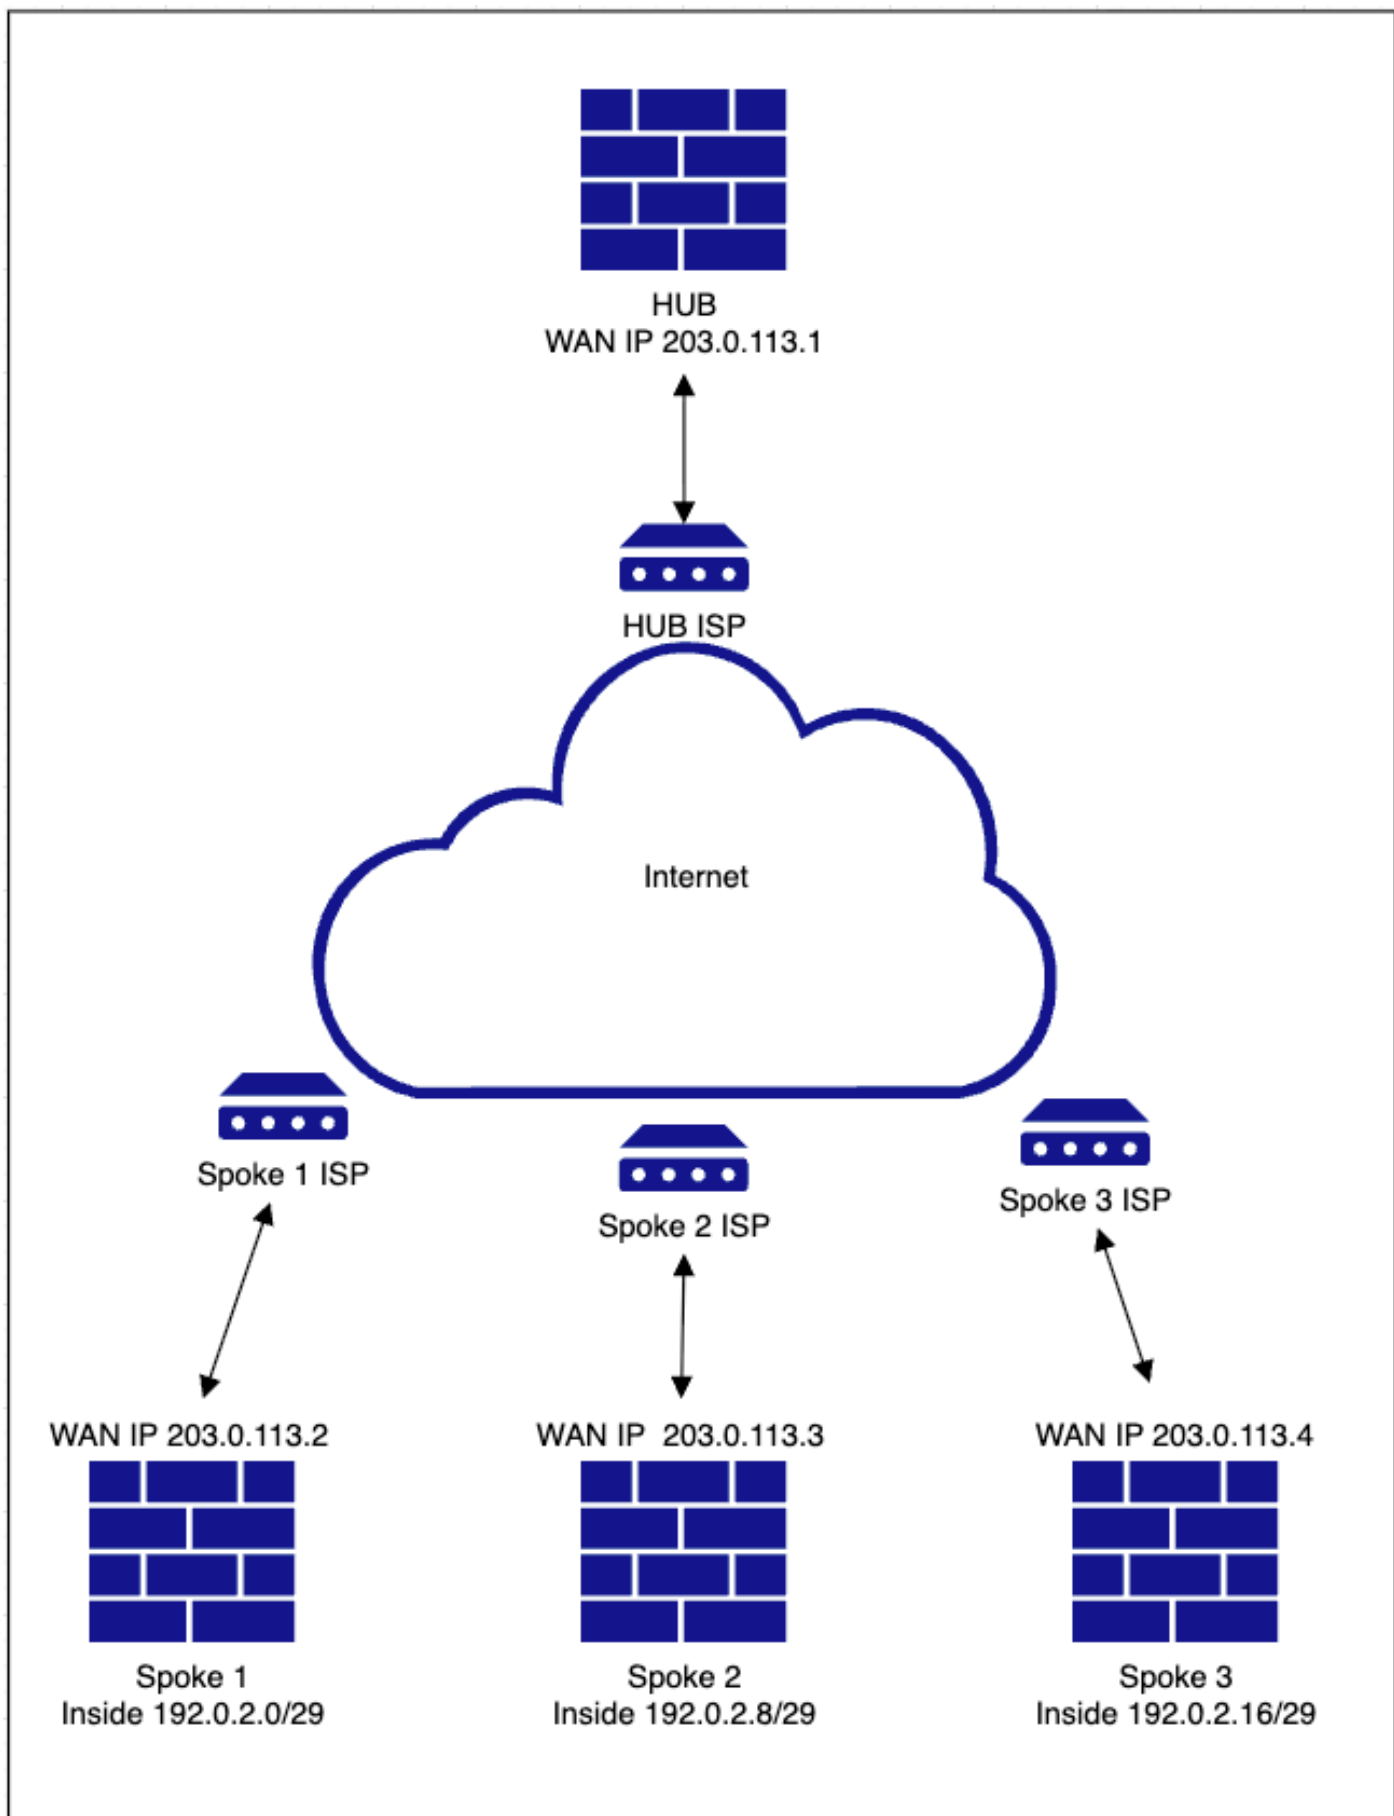 HUB
WAN IP 203.0.113.1
HUB ISP
Internet
Spoke 1 ISP
Spoke 2 ISP
Spoke 3 ISP
WAN IP 203.0.113.2
WAN IP  203.0.113.3
WAN IP 203.0.113.4
Spoke 1
Inside 192.0.2.0/29
Spoke 2
Inside 192.0.2.8/29
Spoke 3
Inside 192.0.2.16/29